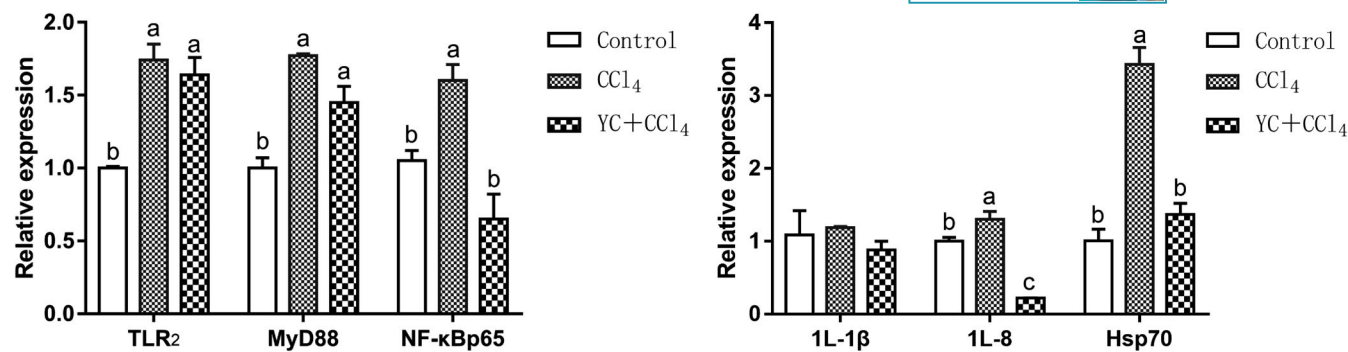 Relative expression
2.0
1.5
1.0
0.5
0.0
b a a
b a a
b a b
TLR2 MyD88 NF-κBp65
Control
CCl4
YC+CCl4
Relative expression
4
3
2
1
0
b a c
b a b
1L-1β 1L-8 Hsp70
Control
CCl4
YC+CCl4